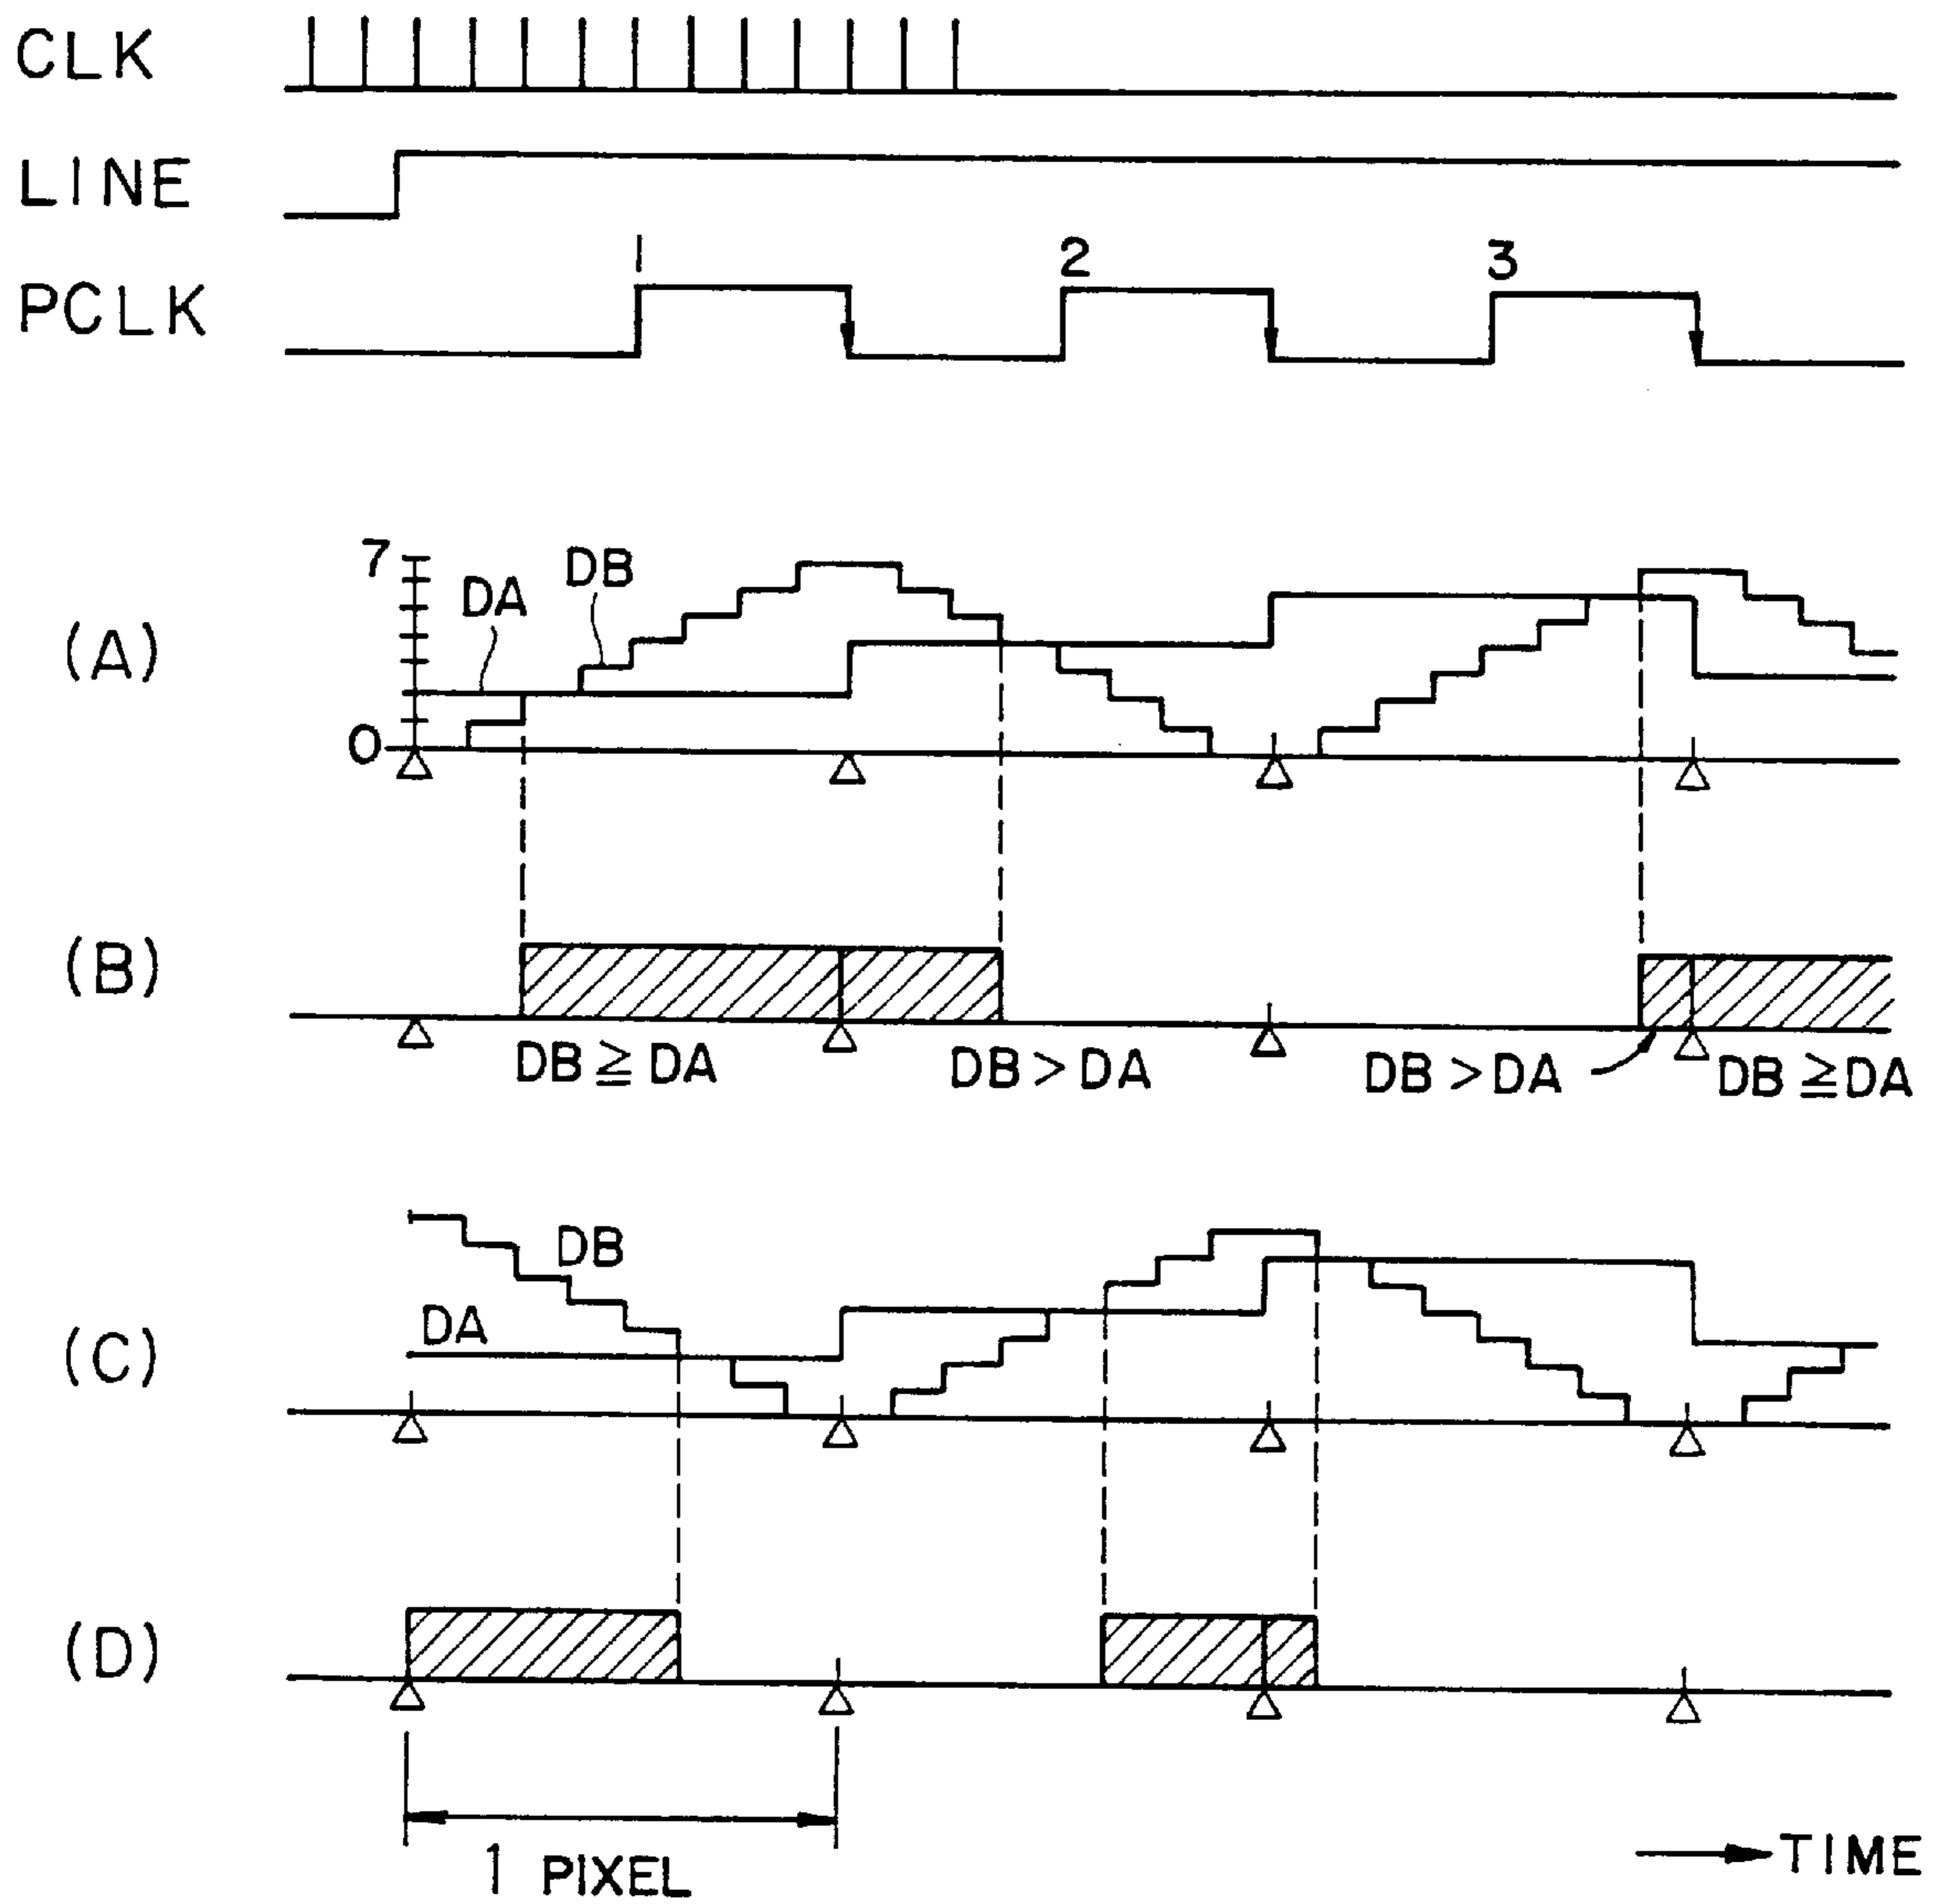 CLK
LINE
1 2 3
PCLK
7
DA
DB
(A)
0
(B)
DB ≧ DA
DB > DA
DB > DA
DB ≧ DA
DB
DA
(C)
(D)
1 PIXEL
TIME